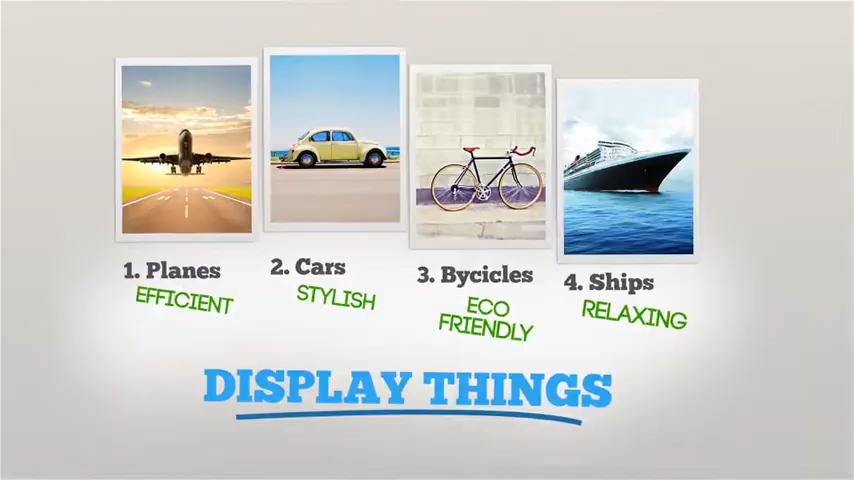 1. Planes
EFFICIENT
2. Cars
STYLISH
3. Bycicles
ECO
FRIENDLY
4. Ships
RELAXING
DISPLAY THINGS